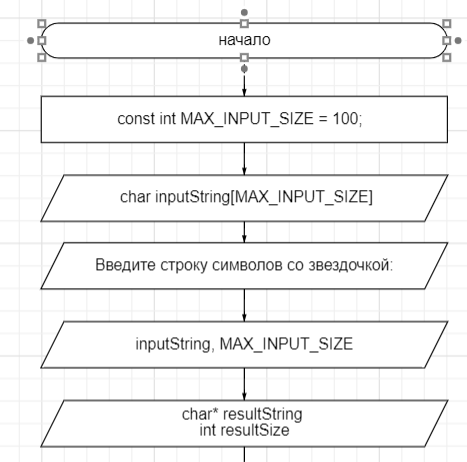 начало
const int MAX_INPUT_SIZE = 100;
char inputString[MAX_INPUT_SIZE]
Введите строку символов со звездочкой:
inputString, MAX_INPUT_SIZE
char* resultString
int resultSize